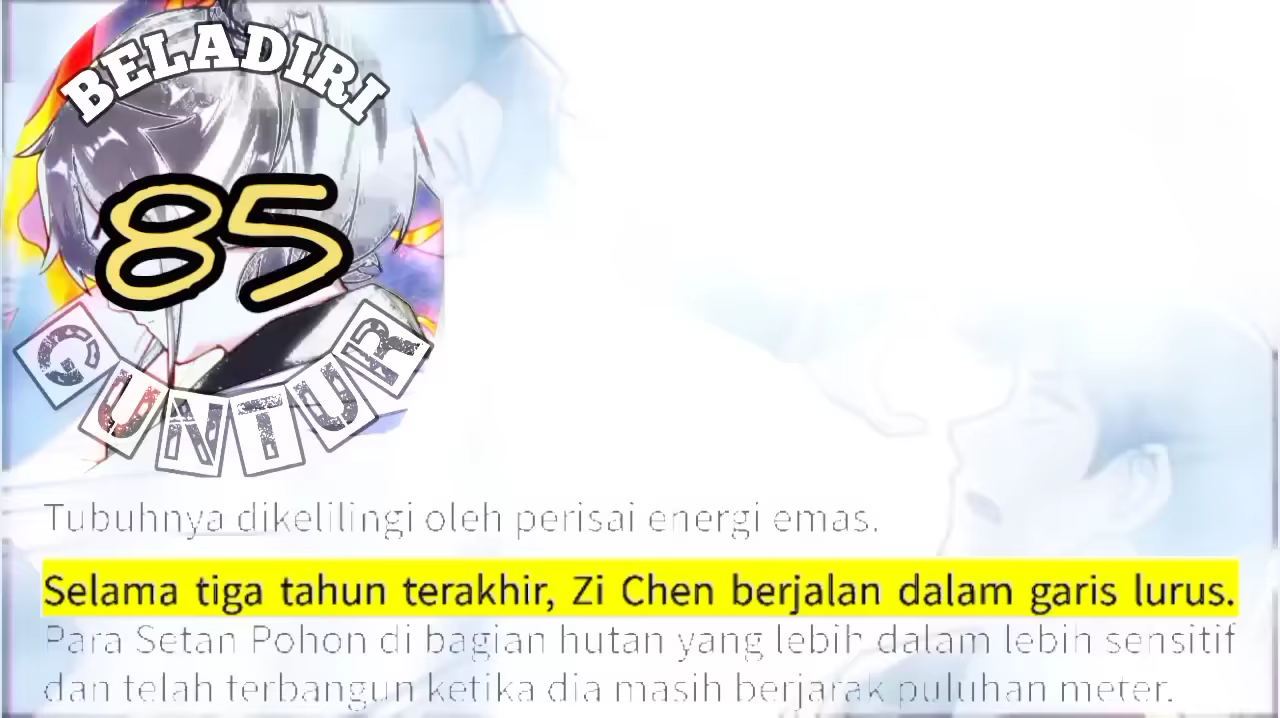 BELADIRI
85
GUNTUR
Tubuhnya dikelilingi oleh perisai energi emas.
Selama tiga tahun terakhir, Zi Chen berjalan dalam garis lurus.
Para Setan Pohon di bagian hutan yang lebih dalam lebih sensitif
dan telah terbangun ketika dia masih berjarak puluhan meter.